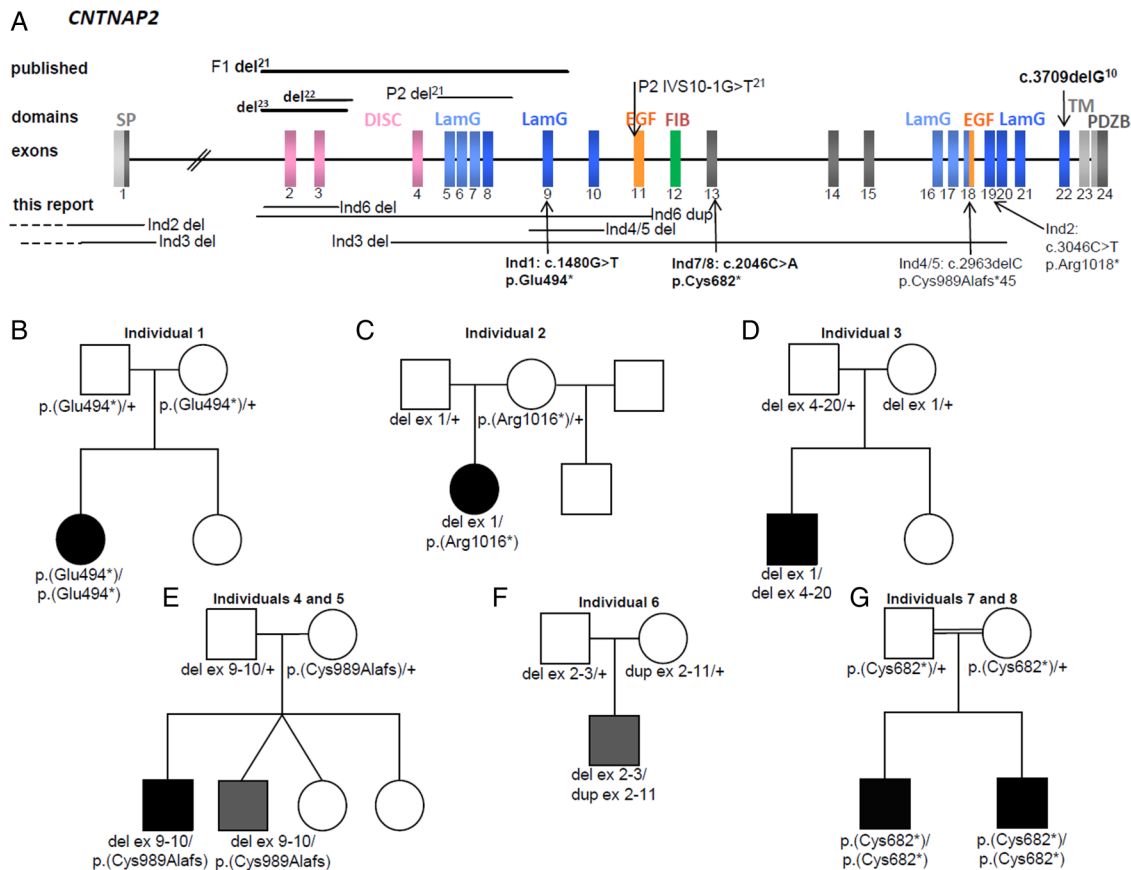 A CNTNAP2
published
F1 del21
P2 IVS10-1G>T21
c.3709delG10
del22
P2 del21
del23
domains
SP DISC LamG LamG EGF FIB LamG EGF LamG TM PDZB
exons
1 2 3 4 5 6 7 8 9 10 11 12 13 14 15 16 17 18 19 20 21 22 23 24
this report
Ind6 del
Ind6 dup
Ind2 del
Ind4/5 del
Ind3 del
Ind3 del
Ind1: c.1480G>T
p.Glu494*
Ind7/8: c.2046C>A
p.Cys682*
Ind4/5: c.2963delC
p.Cys989Alafs*45
Ind2:
c.3046C>T
p.Arg1018*
B
Individual 1
p.(Glu494*)/+
p.(Glu494*)/+
p.(Glu494*)/
p.(Glu494*)
C
Individual 2
del ex 1/+
p.(Arg1016*)/+
del ex 1/
p.(Arg1016*)
D
Individual 3
del ex 4-20/+
del ex 1/+
del ex 1/
del ex 4-20
E
Individuals 4 and 5
del ex 9-10/+
p.(Cys989Alafs)/+
del ex 9-10/
p.(Cys989Alafs)
del ex 9-10/
p.(Cys989Alafs)
F
Individual 6
del ex 2-3/+
dup ex 2-11/+
del ex 2-3/
dup ex 2-11
G
Individuals 7 and 8
p.(Cys682*)/+
p.(Cys682*)/+
p.(Cys682*)/
p.(Cys682*)
p.(Cys682*)/
p.(Cys682*)